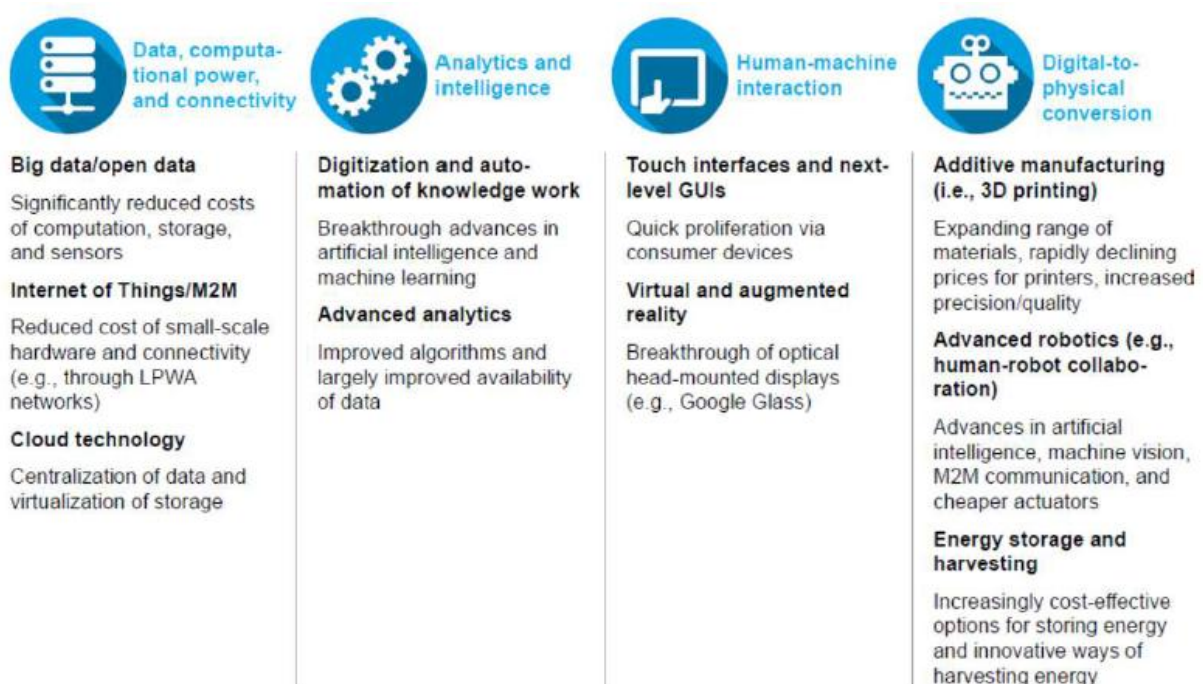 Data, computa-
tional power,
and connectivity
Big data/open data
Significantly reduced costs
of computation, storage,
and sensors
Internet of Things/M2M
Reduced cost of small-scale
hardware and connectivity
(e.g., through LPWA
networks)
Cloud technology
Centralization of data and
virtualization of storage
Analytics and
intelligence
Digitization and auto-
mation of knowledge work
Breakthrough advances in
artificial intelligence and
machine learning
Advanced analytics
Improved algorithms and
largely improved availability
of data
Human-machine
interaction
Touch interfaces and next-
level GUIs
Quick proliferation via
consumer devices
Virtual and augmented
reality
Breakthrough of optical
head-mounted displays
(e.g., Google Glass)
Digital-to-
physical
conversion
Additive manufacturing
(i.e., 3D printing)
Expanding range of
materials, rapidly declining
prices for printers, increased
precision/quality
Advanced robotics (e.g.,
human-robot collabo-
ration)
Advances in artificial
intelligence, machine vision,
M2M communication, and
cheaper actuators
Energy storage and
harvesting
Increasingly cost-effective
options for storing energy
and innovative ways of
harvesting energy